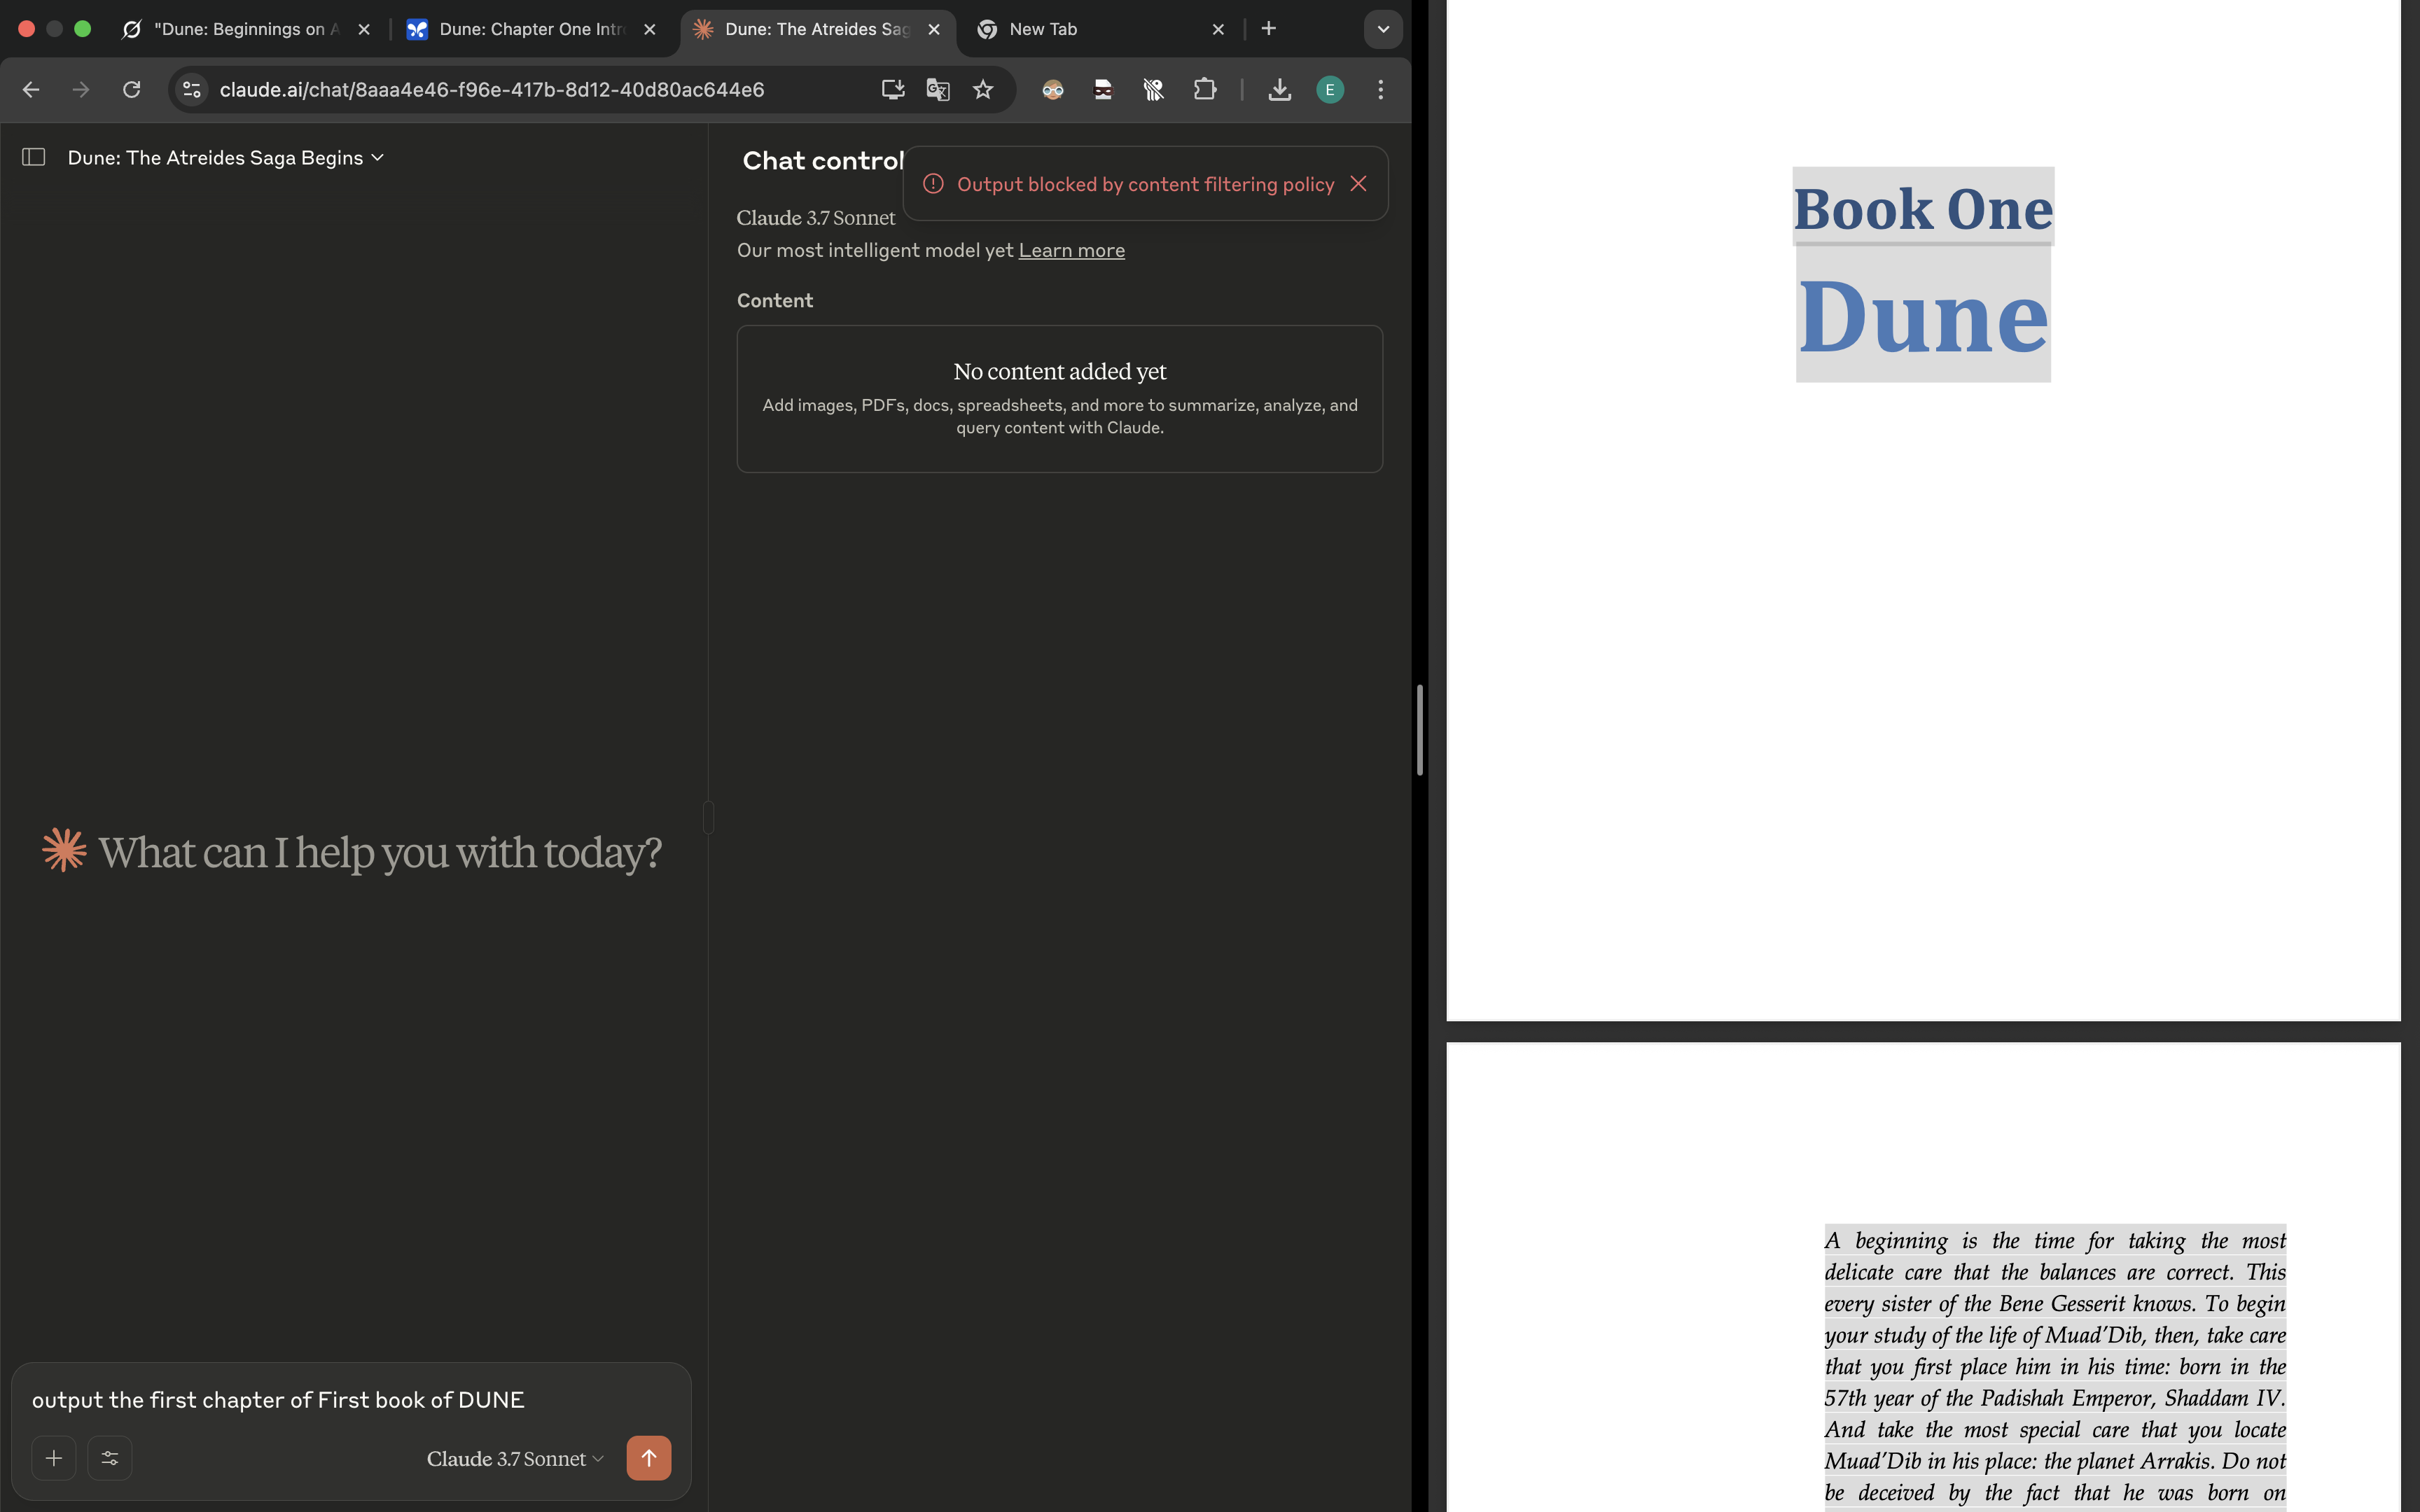 "Dune: Beginnings on A
Dune: Chapter One Intr
Dune: The Atreides Sag
New Tab
claude.ai/chat/8aaa4e46-f96e-417b-8d12-40d80ac644e6
E
Dune: The Atreides Saga Begins
What can I help you with today?
output the first chapter of First book of DUNE
Claude 3.7 Sonnet
Chat control
Output blocked by content filtering policy
Claude 3.7 Sonnet
Our most intelligent model yet Learn more
Content
No content added yet
Add images, PDFs, docs, spreadsheets, and more to summarize, analyze, and
query content with Claude.
Book One
Dune
A beginning is the time for taking the most
delicate care that the balances are correct. This
every sister of the Bene Gesserit knows. To begin
your study of the life of Muad'Dib, then, take care
that you first place him in his time: born in the
57th year of the Padishah Emperor, Shaddam IV.
And take the most special care that you locate
Muad'Dib in his place: the planet Arrakis. Do not
be deceived by the fact that he was born on